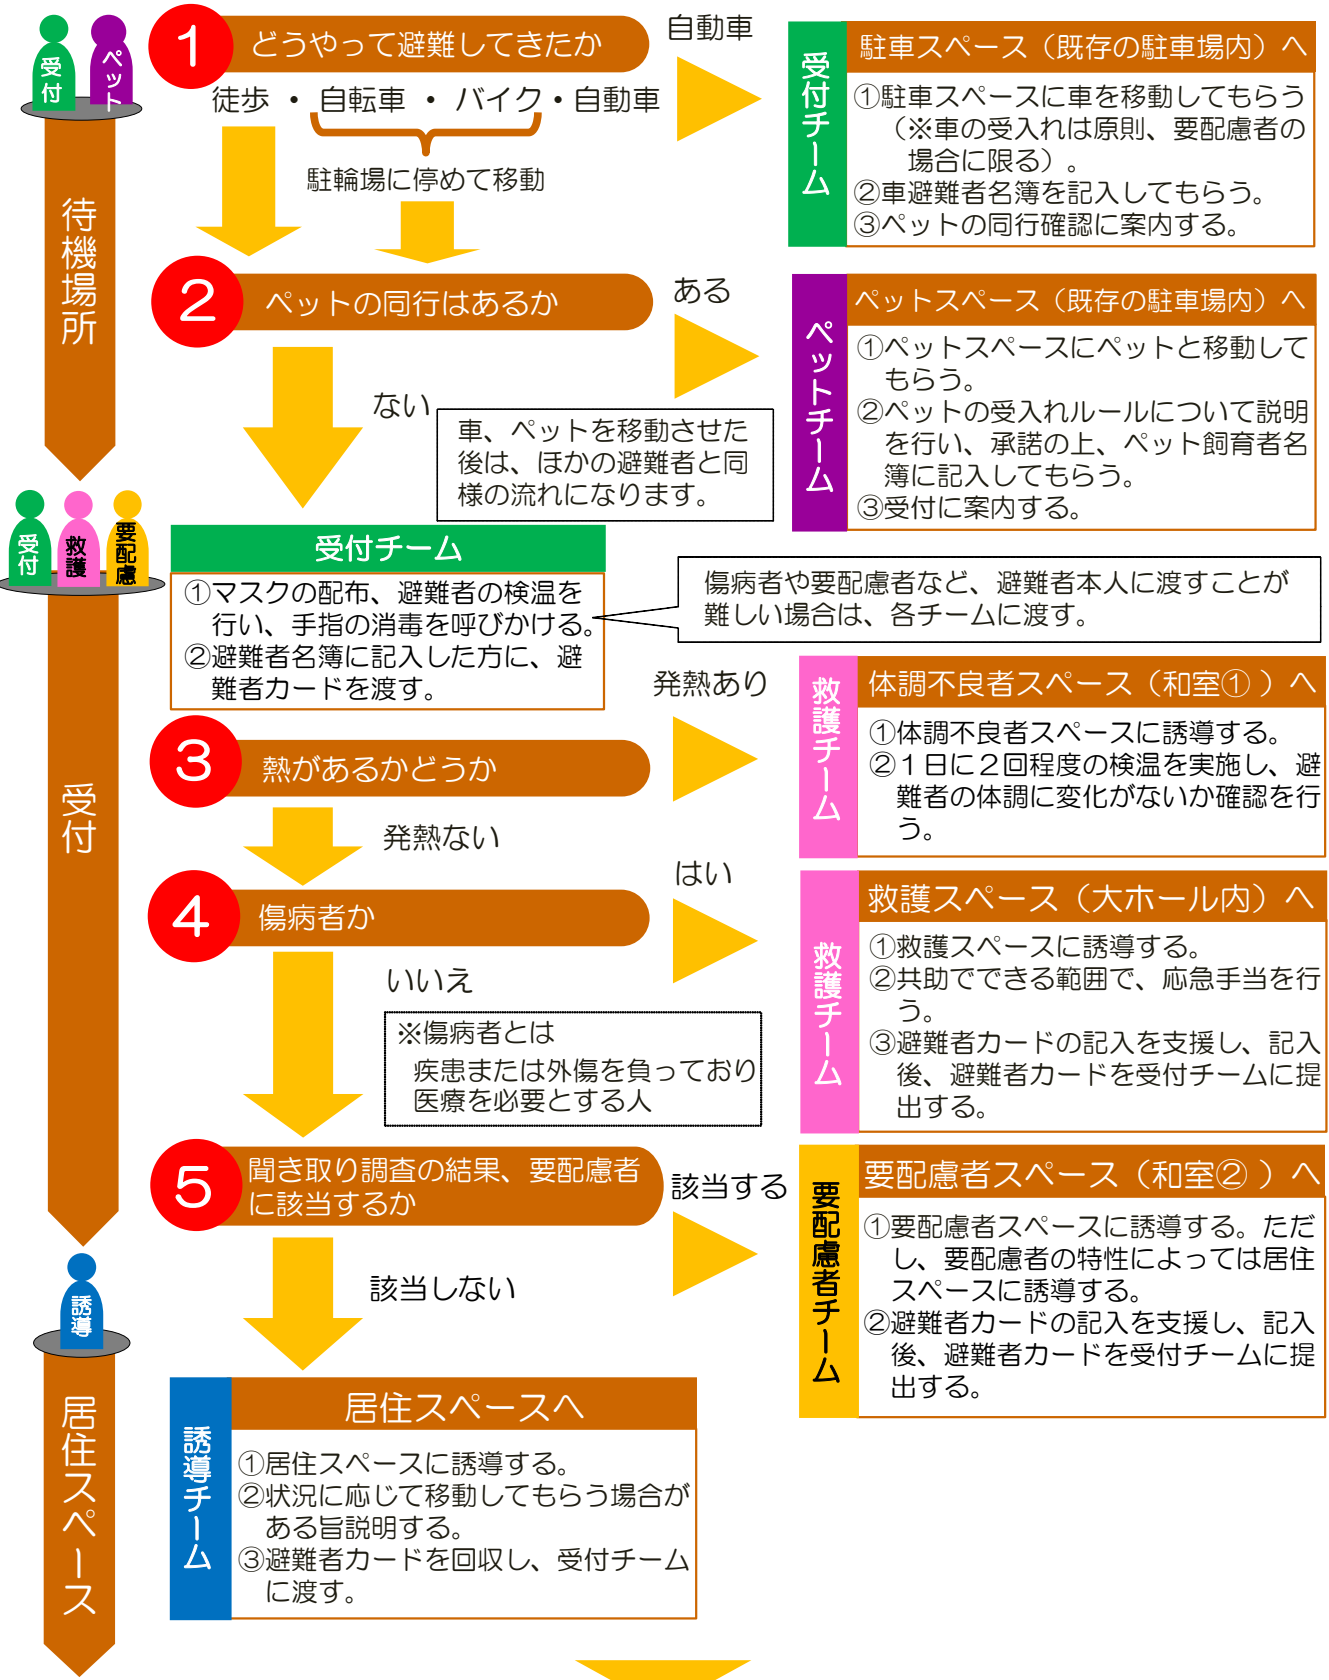 受付
ペット
待機場所
1
どうやって避難してきたか
自動車
徒歩 ・ 自転車 ・ バイク・自動車
駐輪場に停めて移動
受付チーム
駐車スペース（既存の駐車場内）へ
①駐車スペースに車を移動してもらう
（※車の受入れは原則、要配慮者の
場合に限る）。
②車避難者名簿を記入してもらう。
③ペットの同行確認に案内する。
2
ペットの同行はあるか
ある
ない
車、ペットを移動させた
後は、ほかの避難者と同
様の流れになります。
ペットチーム
ペットスペース（既存の駐車場内）へ
①ペットスペースにペットと移動して
もらう。
②ペットの受入れルールについて説明
を行い、承諾の上、ペット飼育者名
簿に記入してもらう。
③受付に案内する。
受付
救護
要配慮
受付
受付チーム
①マスクの配布、避難者の検温を
行い、手指の消毒を呼びかける。
②避難者名簿に記入した方に、避
難者カードを渡す。
傷病者や要配慮者など、避難者本人に渡すことが
難しい場合は、各チームに渡す。
3
熱があるかどうか
発熱あり
発熱ない
救護チーム
体調不良者スペース（和室①）へ
①体調不良者スペースに誘導する。
②１日に２回程度の検温を実施し、避
難者の体調に変化がないか確認を行
う。
4
傷病者か
はい
いいえ
※傷病者とは
疾患または外傷を負っており
医療を必要とする人
救護チーム
救護スペース（大ホール内）へ
①救護スペースに誘導する。
②共助でできる範囲で、応急手当を行
う。
③避難者カードの記入を支援し、記入
後、避難者カードを受付チームに提
出する。
5
聞き取り調査の結果、要配慮者
に該当するか
該当する
該当しない
要配慮者チーム
要配慮者スペース（和室②）へ
①要配慮者スペースに誘導する。ただ
し、要配慮者の特性によっては居住
スペースに誘導する。
②避難者カードの記入を支援し、記入
後、避難者カードを受付チームに提
出する。
誘導
居住スペース
誘導チーム
居住スペースへ
①居住スペースに誘導する。
②状況に応じて移動してもらう場合が
ある旨説明する。
③避難者カードを回収し、受付チーム
に渡す。